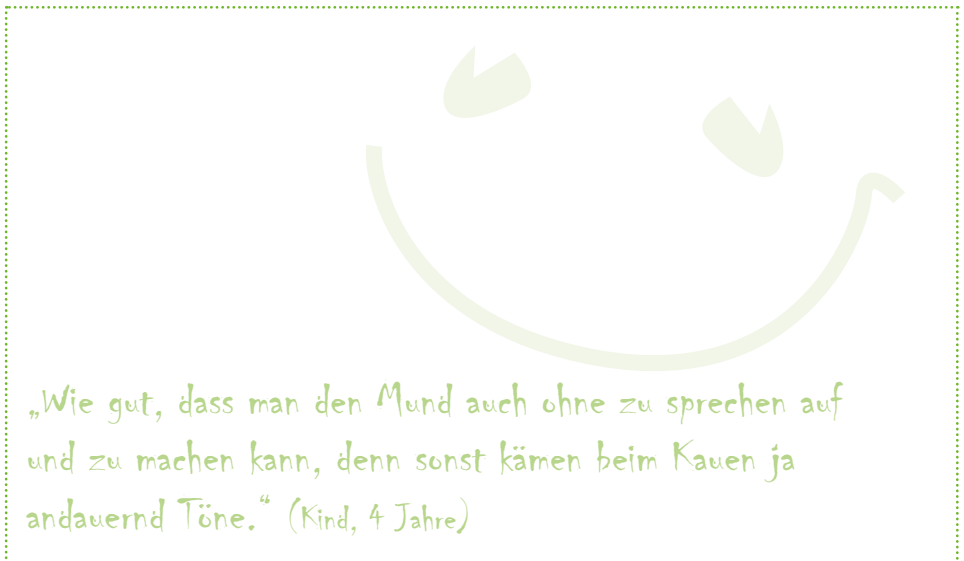 „Wie gut, dass man den Mund auch ohne zu sprechen auf
und zu machen kann, denn sonst kämen beim Kauen ja
andauernd Töne.“ (Kind, 4 Jahre)